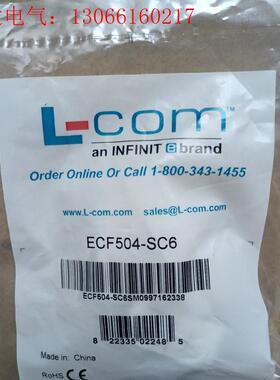 电气：13066160217
L-com
an INFINIT e brand
Order Online Or Call 1-800-343-1455
www.L-com.com sales@L-com.com
ECF504-SC6
ECF504-SC6SM0997162338
8 22335 02248 5
Made in: China
RoHS CE